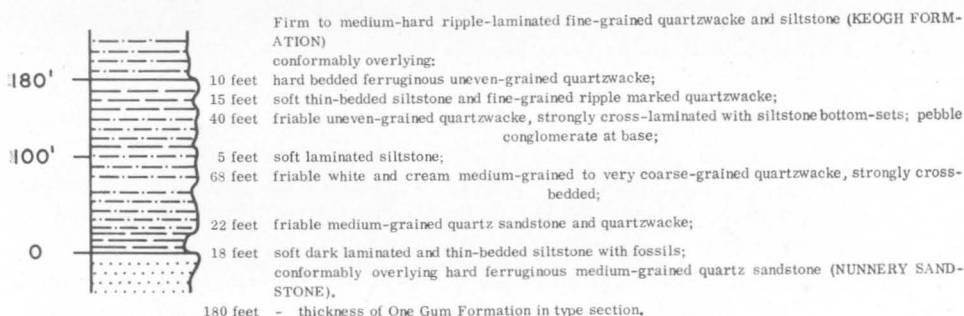 Firm to medium-hard ripple-laminated fine-grained quartzwacke and siltstone (KEOGH FORM-
ATION)
conformably overlying:
180'
10 feet hard bedded ferruginous uneven-grained quartzwacke;
15 feet soft thin-bedded siltstone and fine-grained ripple marked quartzwacke;
40 feet friable uneven-grained quartzwacke, strongly cross-laminated with siltstone bottom-sets; pebble
conglomerate at base;
100'
5 feet soft laminated siltstone;
68 feet friable white and cream medium-grained to very coarse-grained quartzwacke, strongly cross-
bedded;
22 feet friable medium-grained quartz sandstone and quartzwacke;
0
18 feet soft dark laminated and thin-bedded siltstone with fossils;
conformably overlying hard ferruginous medium-grained quartz sandstone (NUNNERY SAND-
STONE).
180 feet - thickness of One Gum Formation in type section.